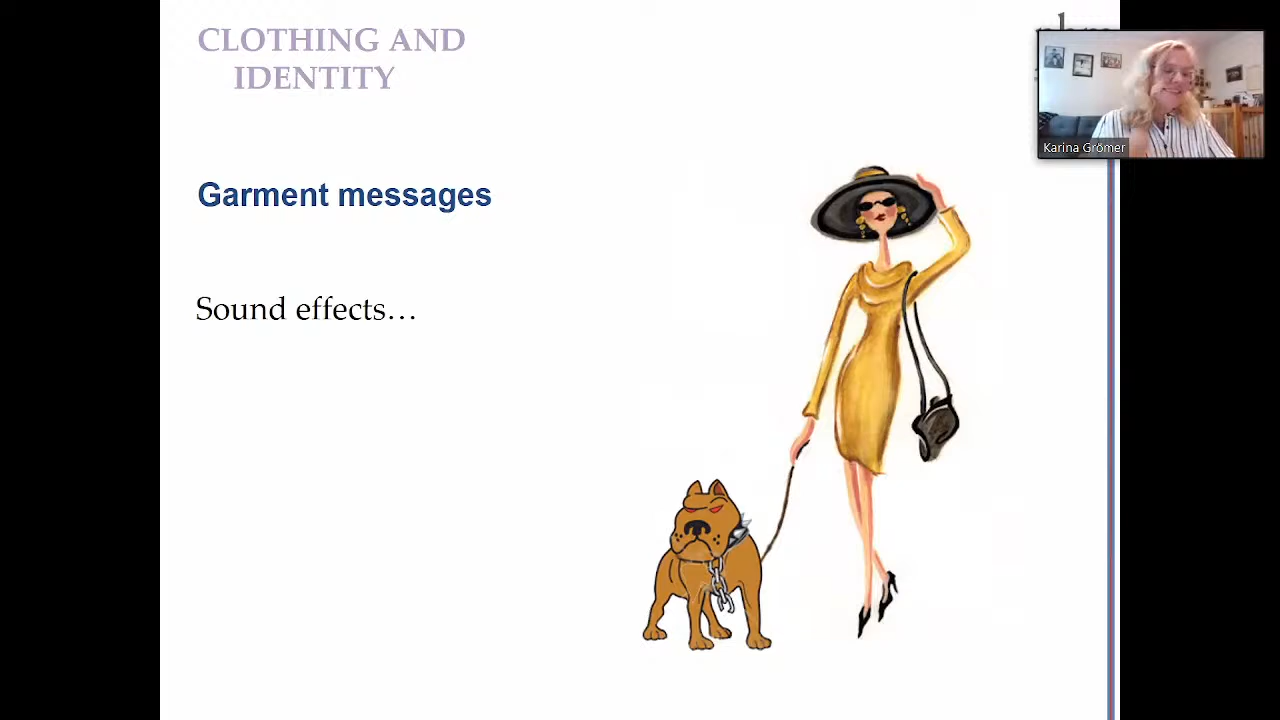 CLOTHING AND
IDENTITY
Garment messages
Sound effects…
Karina Grömer